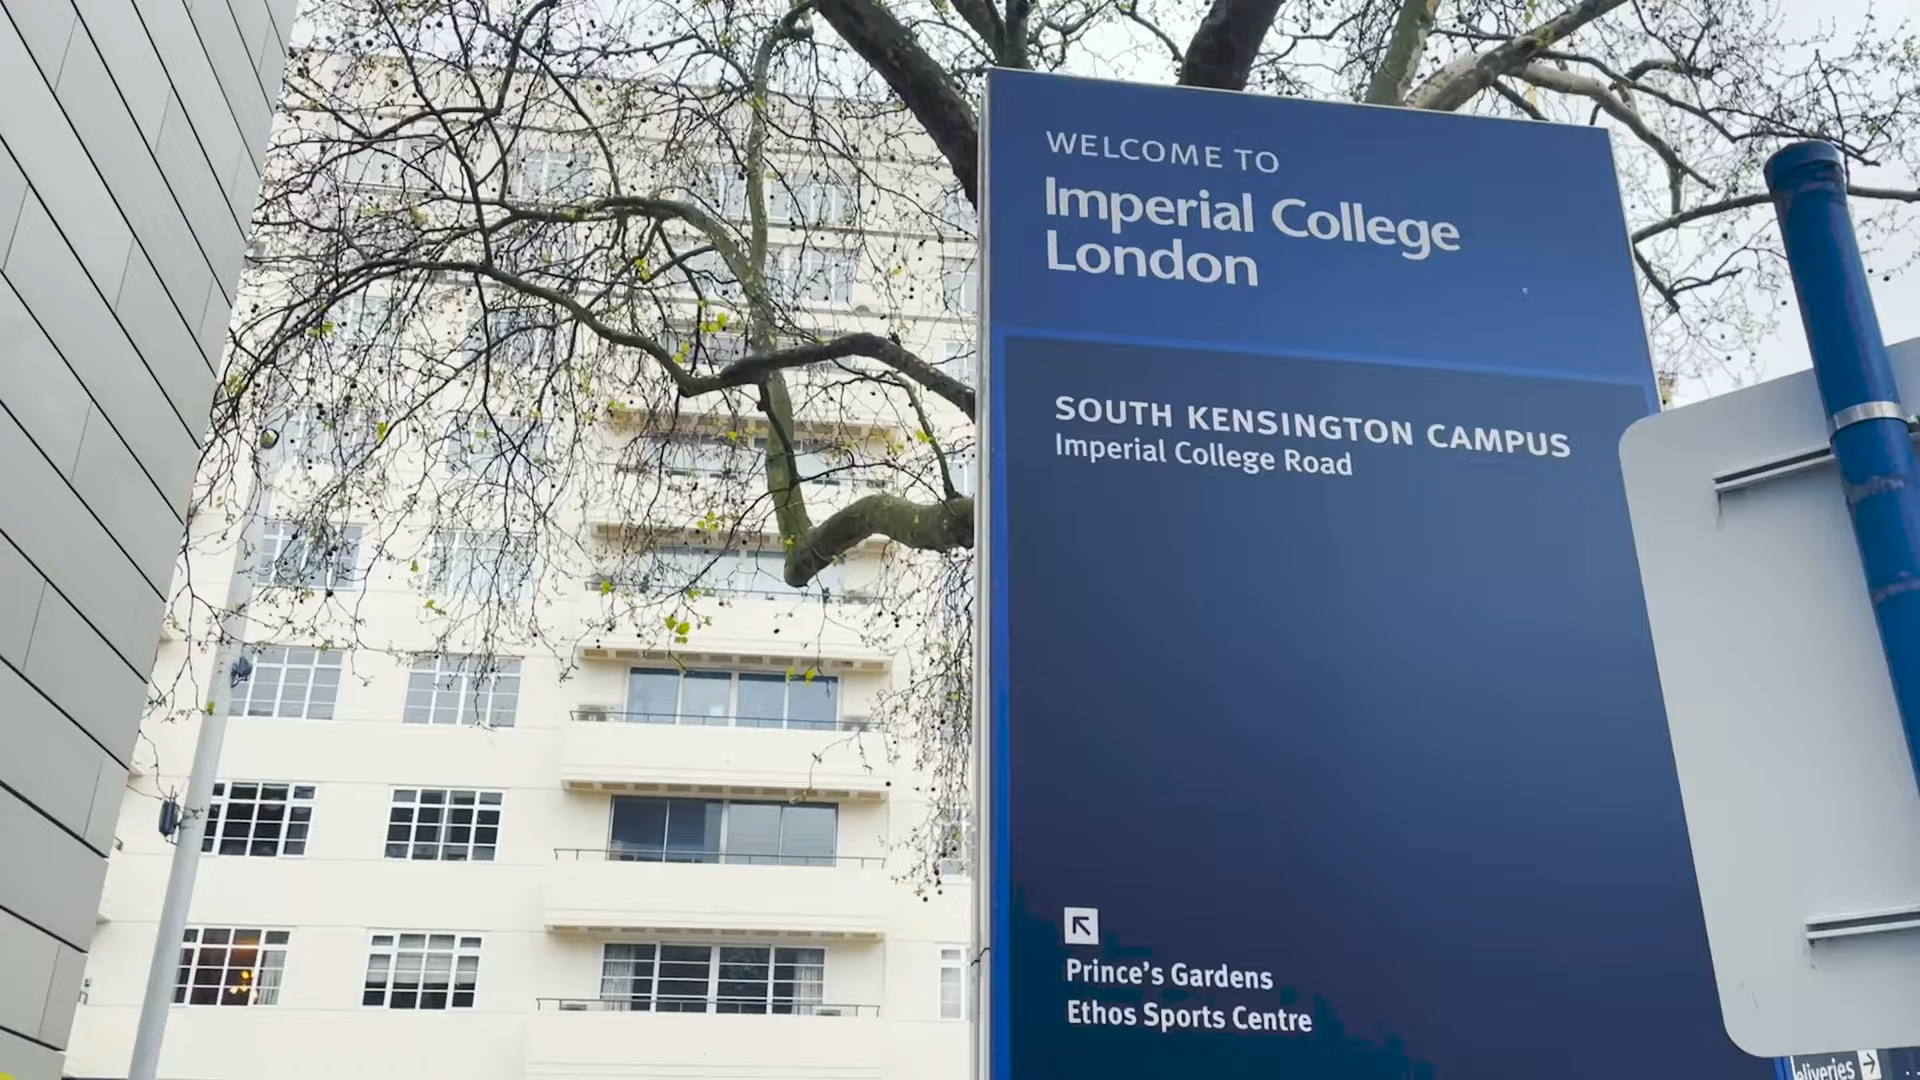 WELCOME TO
Imperial College
London
SOUTH KENSINGTON CAMPUS
Imperial College Road
Prince's Gardens
Ethos Sports Centre